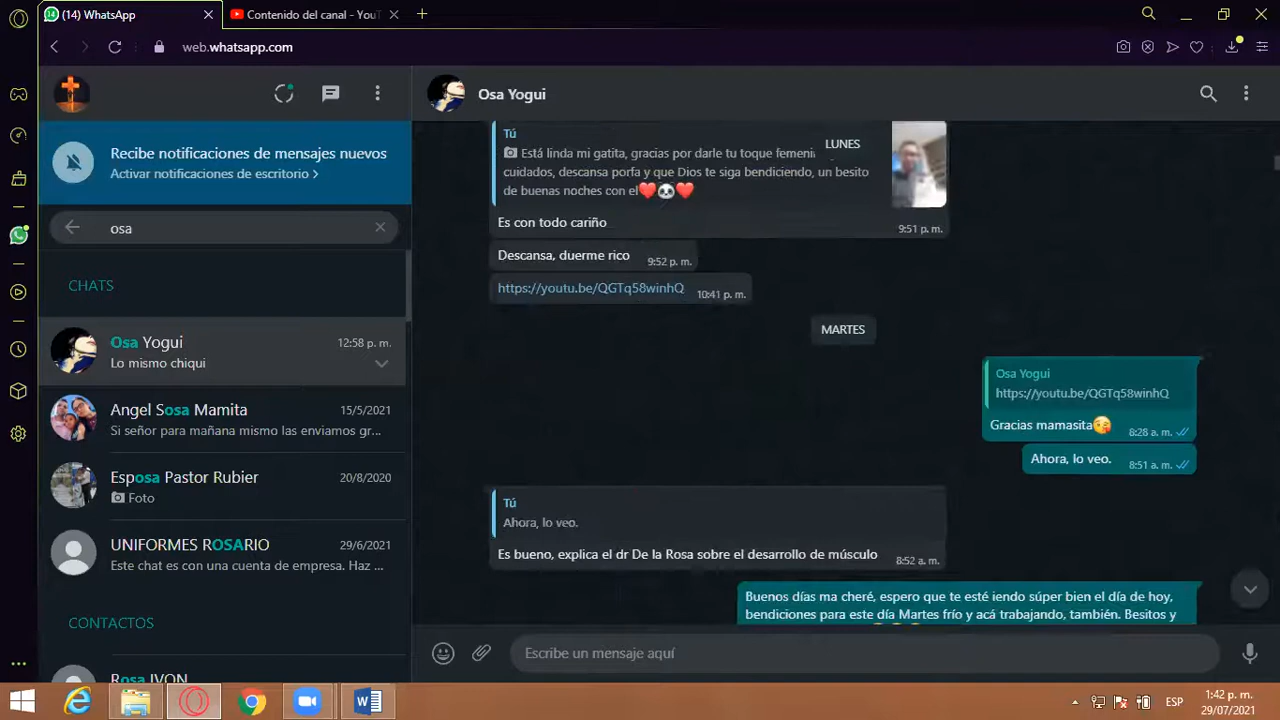 (14) WhatsApp
Contenido del canal - YouT
web.whatsapp.com
Recibe notificaciones de mensajes nuevos
Activar notificaciones de escritorio >
osa
CHATS
Osa Yogui
12:58 p. m.
Lo mismo chiqui
Angel Sosa Mamita
15/5/2021
Si señor para mañana mismo las enviamos gr...
Esposa Pastor Rubier
20/8/2020
Foto
UNIFORMES ROSARIO
29/6/2021
Este chat es con una cuenta de empresa. Haz ...
CONTACTOS
Rosa IVON
Osa Yogui
Tú
LUNES
Está linda mi gatita, gracias por darle tu toque femeni
cuidados, descansa porfa y que Dios te siga bendiciendo, un besito
de buenas noches con el❤️🐼❤️
Es con todo cariño
9:51 p. m.
Descansa, duerme rico
9:52 p. m.
https://youtu.be/QGTq58winhQ
10:41 p. m.
MARTES
Osa Yogui
https://youtu.be/QGTq58winhQ
Gracias mamasita😘
8:28 a. m.
Ahora, lo veo.
8:51 a. m.
Tú
Ahora, lo veo.
Es bueno, explica el dr De la Rosa sobre el desarrollo de músculo
8:52 a. m.
Buenos días ma cheré, espero que te esté iendo súper bien el día de hoy,
bendiciones para este día Martes frío y acá trabajando, también. Besitos y
Escribe un mensaje aquí
ESP
1:42 p. m.
29/07/2021